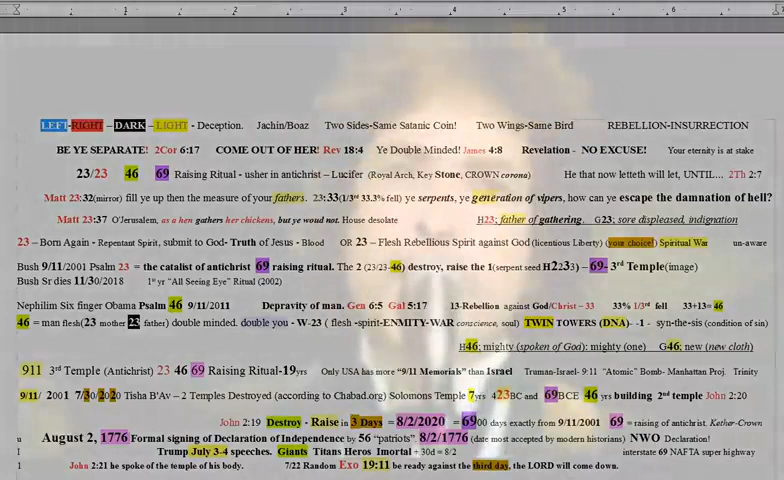 1 2 3 4 5 6
LEFT-RIGHT – DARK – LIGHT - Deception. Jachin/Boaz Two Sides-Same Satanic Coin! Two Wings-Same Bird REBELLION-INSURRECTION
BE YE SEPARATE! 2Cor 6:17 COME OUT OF HER! Rev 18:4 Ye Double Minded! James 4:8 Revelation - NO EXCUSE! Your eternity is at stake
23/23 46 69 Raising Ritual - usher in antichrist – Lucifer (Royal Arch, Key Stone, CROWN corona) He that now letteth will let, UNTIL... 2Th 2:7
Matt 23:32(mirror) fill ye up then the measure of your fathers. 23:33(1/3rd 33.3% fell) ye serpents, ye generation of vipers, how can ye escape the damnation of hell?
Matt 23:37 O'Jerusalem, as a hen gathers her chickens, but ye woud not. House desolate H23; father of gathering. G23; sore displeased, indignation
23 – Born Again - Repentant Spirit, submit to God- Truth of Jesus - Blood OR 23 – Flesh Rebellious Spirit against God (licentious Liberty) (your choice!) Spiritual War un-aware
Bush 9/11/2001 Psalm 23 = the catalist of antichrist 69 raising ritual. The 2 (23/23-46) destroy, raise the 1(serpent seed H2233) – 69- 3rd Temple(image)
Bush Sr dies 11/30/2018 1st yr "All Seeing Eye" Ritual (2002)
Nephilim Six finger Obama Psalm 46 9/11/2011 Depravity of man. Gen 6:5 Gal 5:17 13-Rebellion against God/Christ – 33 33% 1/3rd fell 33+13= 46
46 = man flesh(23 mother 23 father) double minded. double you - W-23 ( flesh -spirit-ENMITY-WAR conscience, soul) TWIN TOWERS (DNA)- -1 - syn-the-sis (condition of sin)
H46; mighty (spoken of God): mighty (one) G46; new (new cloth)
911 3rd Temple (Antichrist) 23 46 69 Raising Ritual-19yrs Only USA has more "9/11 Memorials" than Israel Truman-Israel- 9:11 "Atomic" Bomb- Manhattan Proj. Trinity
9/11/ 2001 7/30/2020 Tisha B'Av – 2 Temples Destroyed (according to Chabad.org) Solomons Temple 7yrs 423BC and 69BCE 46 yrs building 2nd temple John 2:20
John 2:19 Destroy - Raise in 3 Days = 8/2/2020 = 6900 days exactly from 9/11/2001 69 = raising of antichrist. Kether-Crown
u August 2, 1776 Formal signing of Declaration of Independence by 56 "patriots". 8/2/1776 (date most accepted by modern historians) NWO Declaration!
I Trump July 3-4 speeches. Giants Titans Heros Imortal + 30d = 8/2 interstate 69 NAFTA super highway
1 John 2:21 he spoke of the temple of his body. 7/22 Random Exo 19:11 be ready against the third day, the LORD will come down.